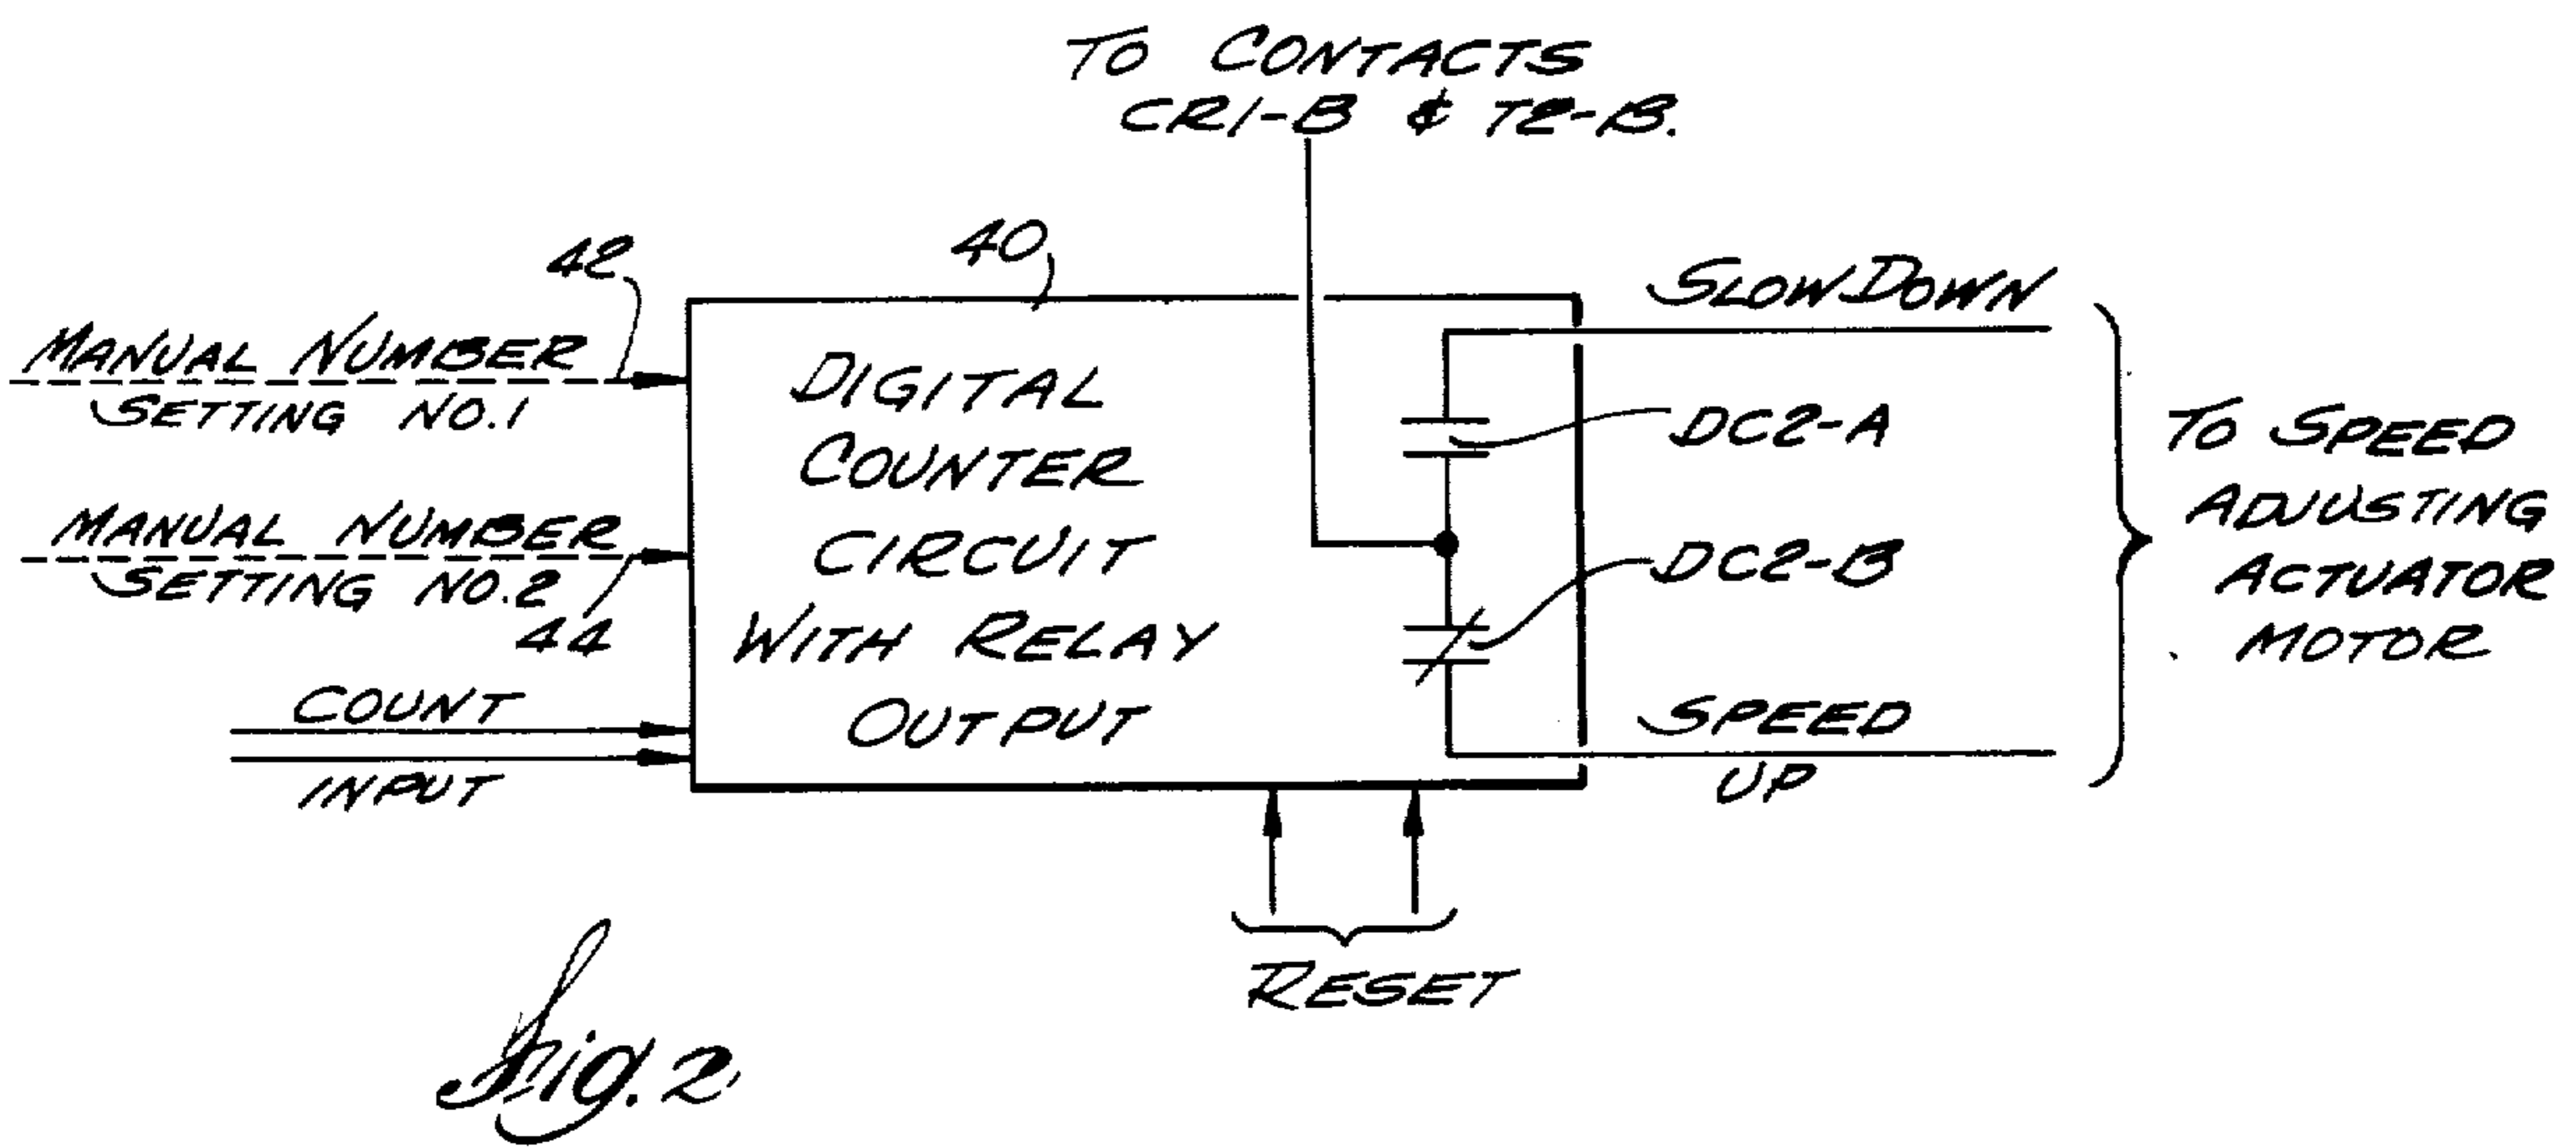 TO CONTACTS
CR1-B & T2-B.
42
40
MANUAL NUMBER
SETTING NO.1
MANUAL NUMBER
SETTING NO.2
44
COUNT
INPUT
DIGITAL
COUNTER
CIRCUIT
WITH RELAY
OUTPUT
SLOW DOWN
DC2-A
DC2-B
SPEED
UP
TO SPEED
ADJUSTING
ACTUATOR
MOTOR
RESET
Fig. 2